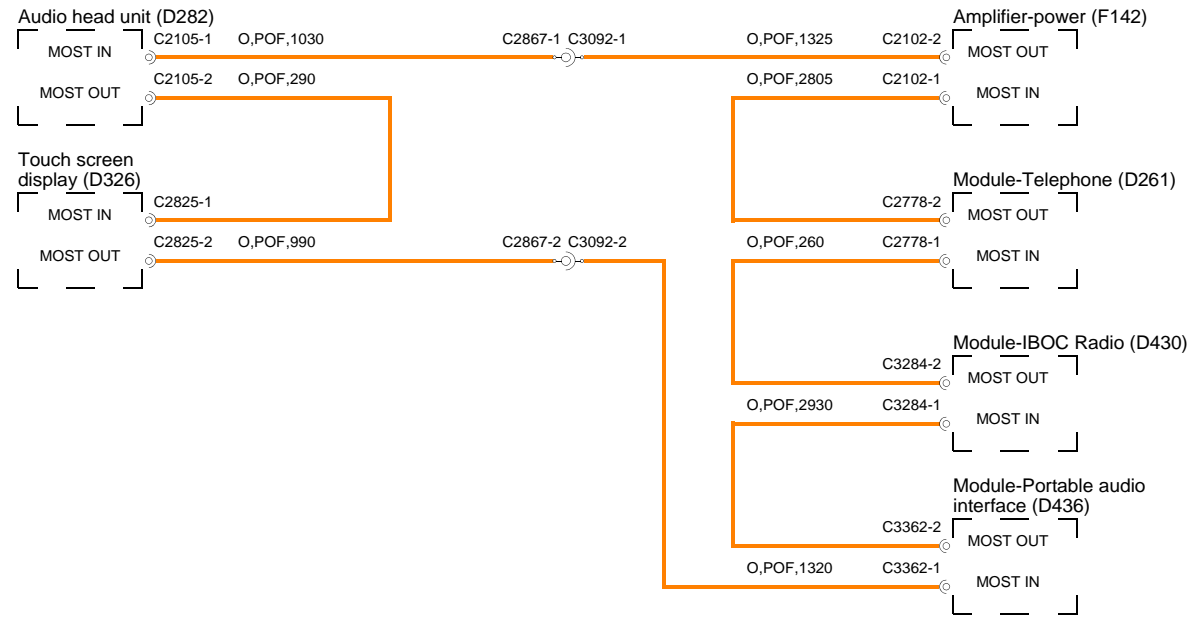 Audio head unit (D282)
MOST IN
C2105-1 O,POF,1030 C2867-1 C3092-1 O,POF,1325 C2102-2
Amplifier-power (F142)
MOST OUT
MOST OUT
C2105-2 O,POF,290
O,POF,2805 C2102-1
MOST IN
Touch screen
display (D326)
MOST IN
C2825-1
Module-Telephone (D261)
C2778-2
MOST OUT
MOST OUT
C2825-2 O,POF,990 C2867-2 C3092-2 O,POF,260 C2778-1
MOST IN
Module-IBOC Radio (D430)
C3284-2
MOST OUT
O,POF,2930 C3284-1
MOST IN
Module-Portable audio
interface (D436)
C3362-2
MOST OUT
O,POF,1320 C3362-1
MOST IN